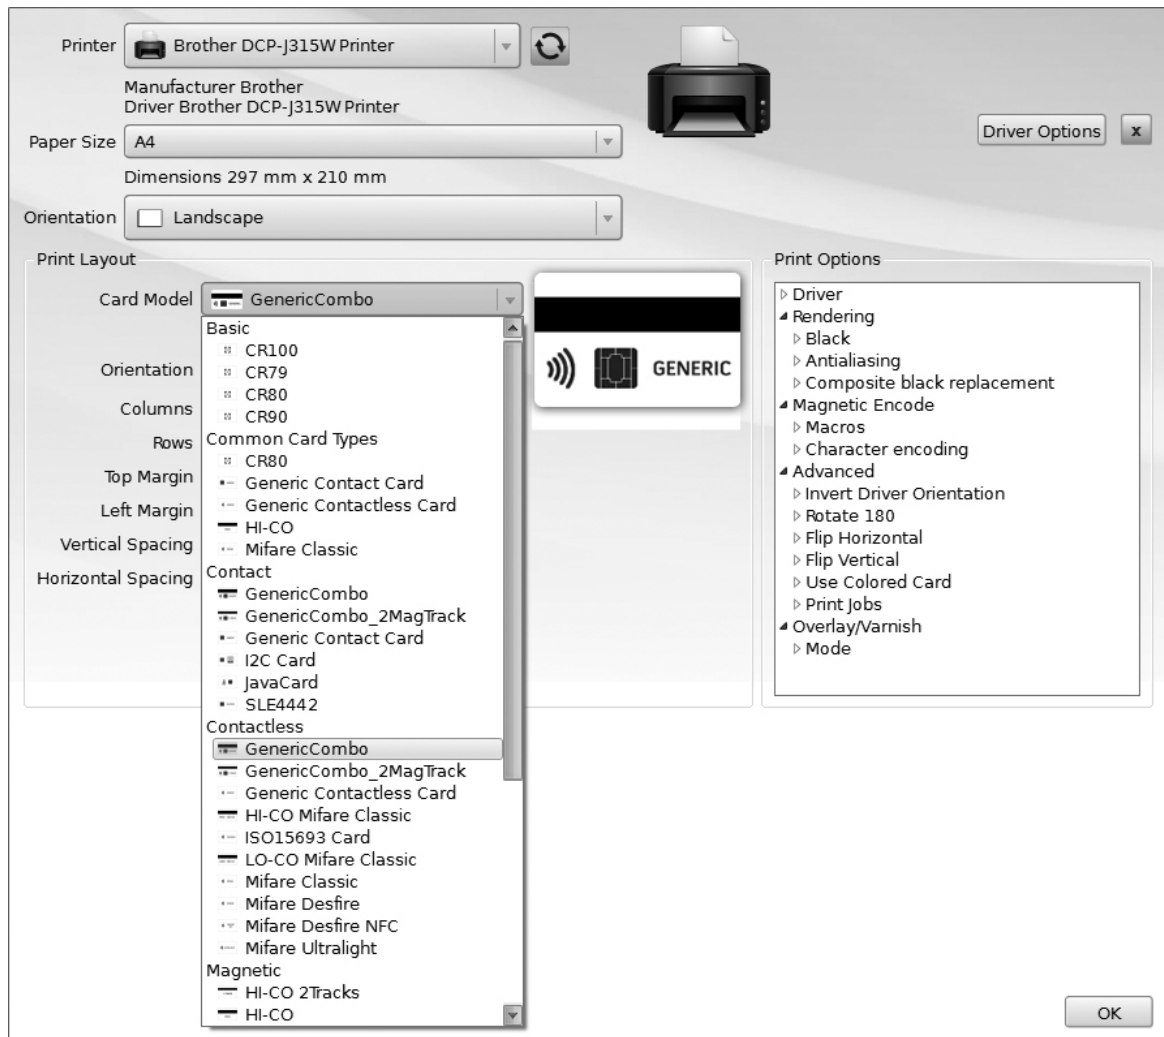 Printer Brother DCP-J315W Printer
Manufacturer Brother
Driver Brother DCP-J315W Printer
Driver Options x
Paper Size A4
Dimensions 297 mm x 210 mm
Orientation Landscape
Print Layout
Card Model GenericCombo
Orientation
Columns
Rows
Top Margin
Left Margin
Vertical Spacing
Horizontal Spacing
Basic
CR100
CR79
CR80
CR90
Common Card Types
CR80
Generic Contact Card
Generic Contactless Card
HI-CO
Mifare Classic
Contact
GenericCombo
GenericCombo_2MagTrack
Generic Contact Card
I2C Card
JavaCard
SLE4442
Contactless
GenericCombo
GenericCombo_2MagTrack
Generic Contactless Card
HI-CO Mifare Classic
ISO15693 Card
LO-CO Mifare Classic
Mifare Classic
Mifare Desfire
Mifare Desfire NFC
Mifare Ultralight
Magnetic
HI-CO 2Tracks
HI-CO
GENERIC
Print Options
Driver
Rendering
Black
Antialiasing
Composite black replacement
Magnetic Encode
Macros
Character encoding
Advanced
Invert Driver Orientation
Rotate 180
Flip Horizontal
Flip Vertical
Use Colored Card
Print Jobs
Overlay/Varnish
Mode
OK